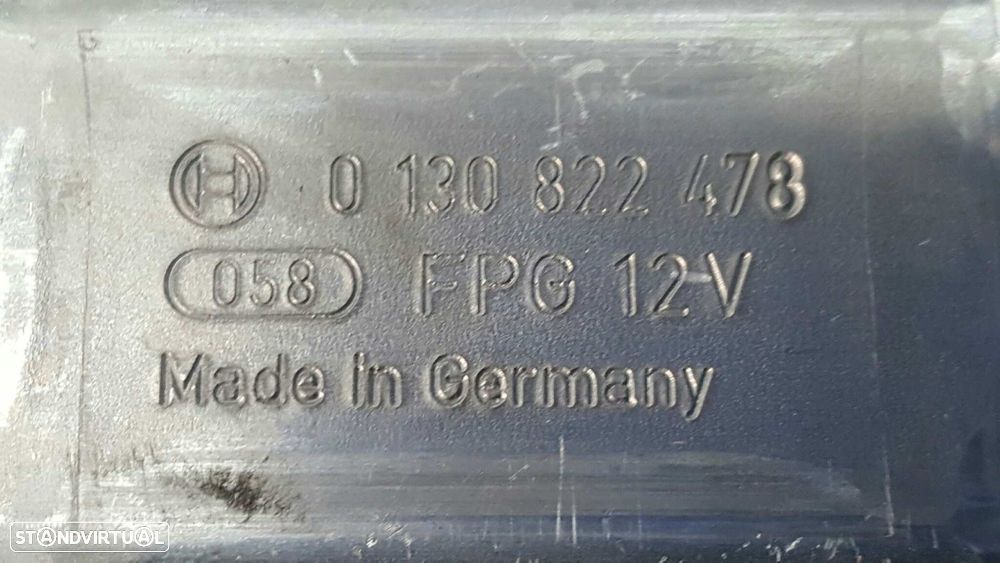 0 130 822 478
058 FPG 12V
Made in Germany
STANDVIRTUAL